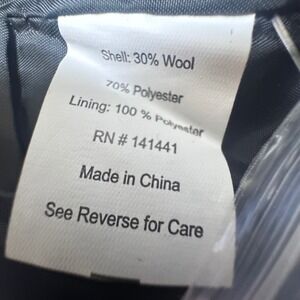 Shell: 30% Wool
70% Polyester
Lining: 100 % Polyester
RN # 141441
Made in China
See Reverse for Care